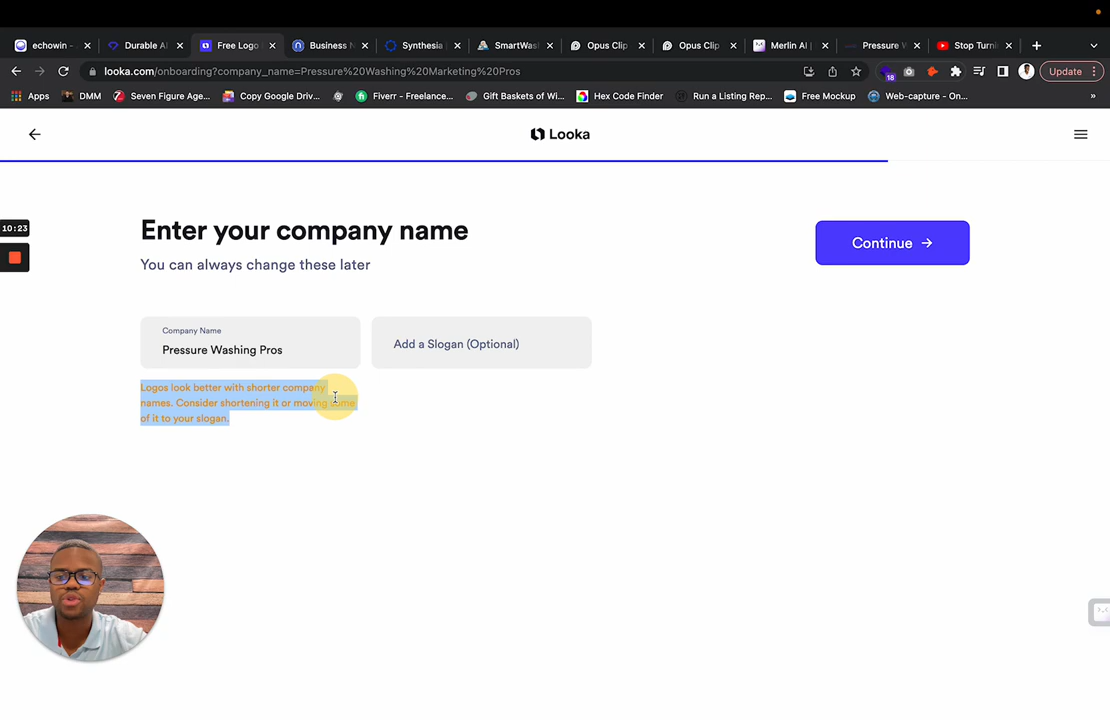 echowin -
Durable AI
Free Logo
Business N
Synthesia
SmartWas
Opus Clip
Opus Clip
Merlin AI |
Pressure W
Stop Turni
looka.com/onboarding?company_name=Pressure%20Washing%20Marketing%20Pros
18
Update
Apps
DMM
Seven Figure Age...
Copy Google Driv...
Fiverr - Freelance...
Gift Baskets of Wi...
Hex Code Finder
Run a Listing Rep...
Free Mockup
Web-capture - On...
»
Looka
10:23
Enter your company name
You can always change these later
Continue →
Company Name
Pressure Washing Pros
Add a Slogan (Optional)
Logos look better with shorter company
names. Consider shortening it or moving some
of it to your slogan.